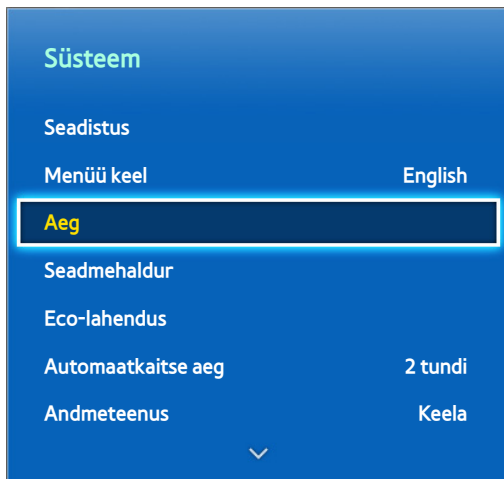 Süsteem
Seadistus
Menüü keel English
Aeg
Seadmehaldur
Eco-lahendus
Automaatkaitse aeg 2 tundi
Andmeteenus Keela